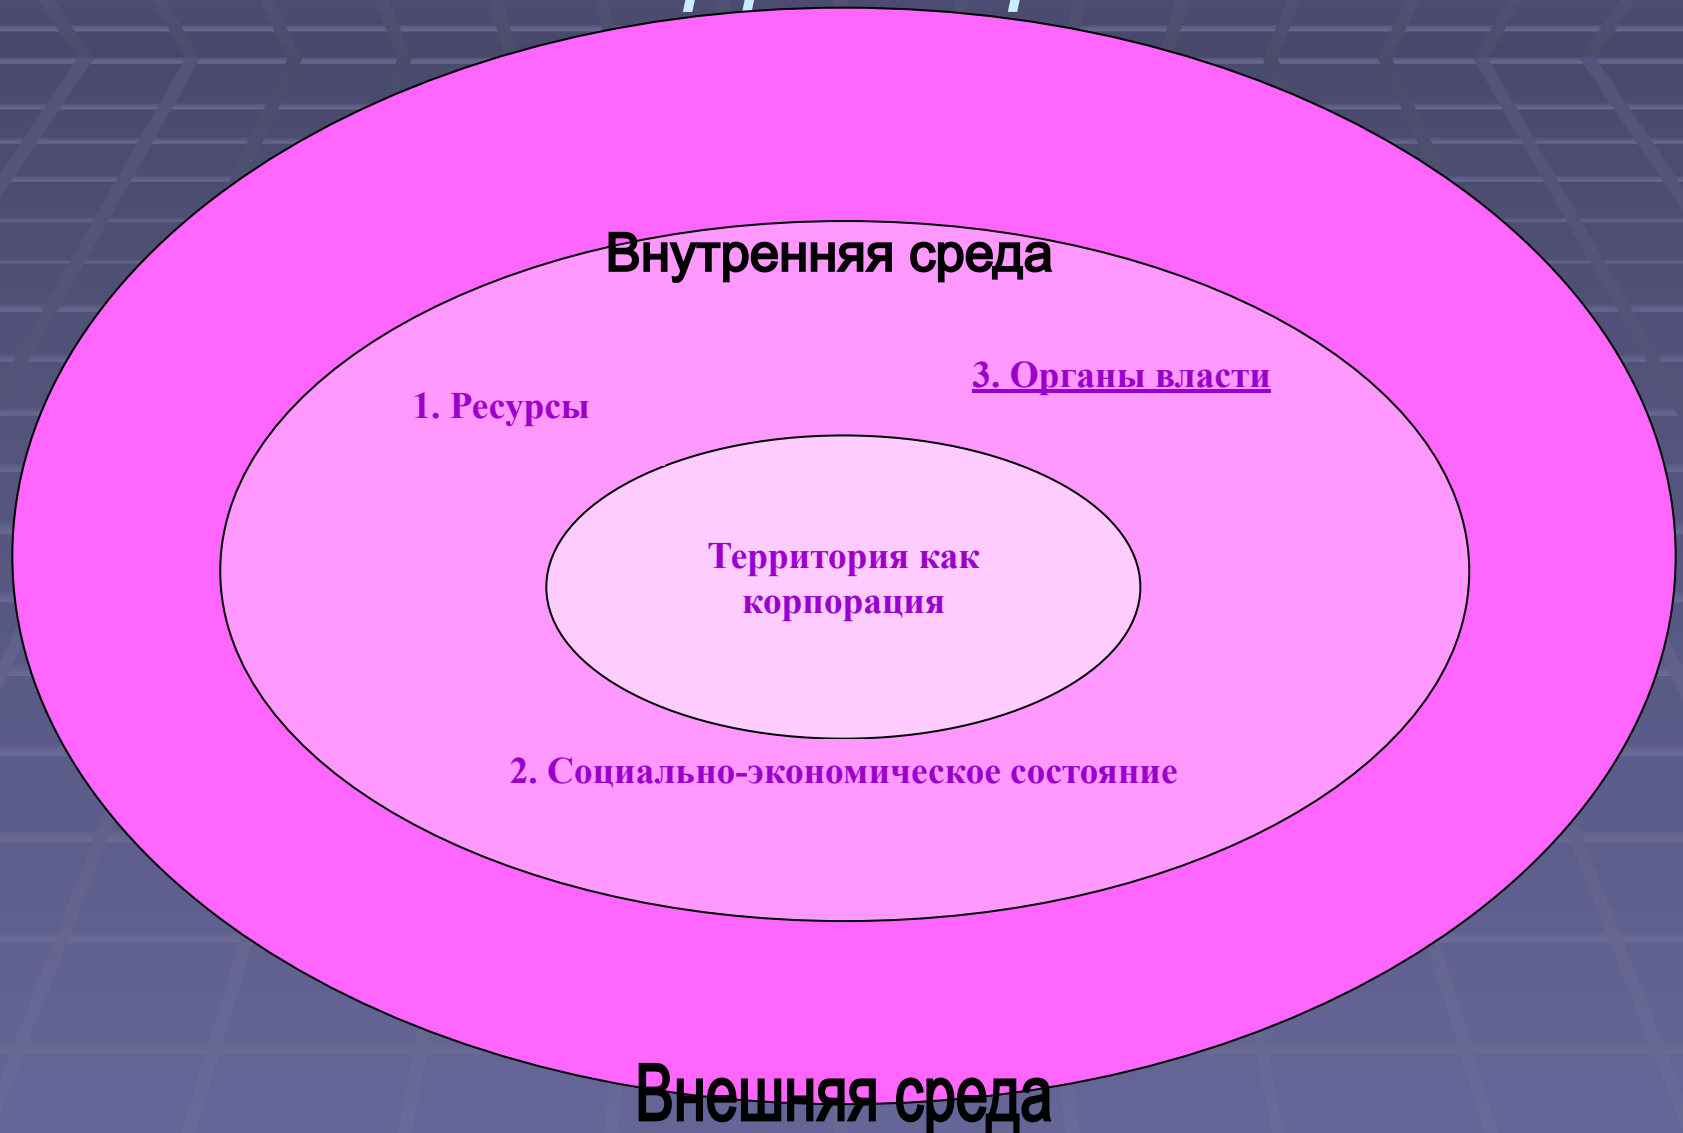 Внутренняя среда
3. Органы власти
1. Ресурсы
Территория как
корпорация
2. Социально-экономическое состояние
Внешняя среда